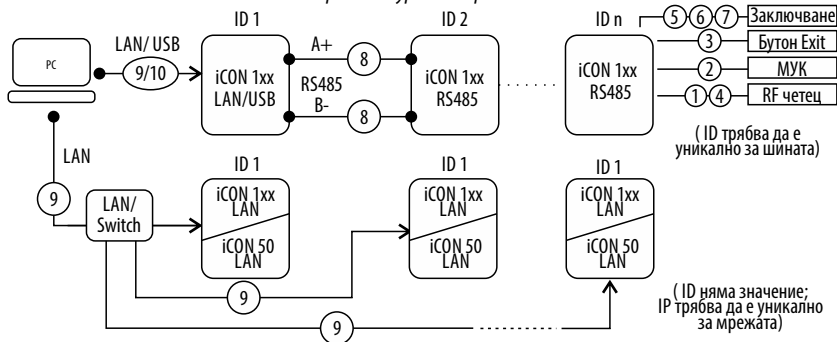 ID 1
ID 2
ID n
5
6
7
Заключване
LAN/ USB
A+
3
Бутон Exit
PC
9/10
iCON 1xx
LAN/USB
RS485
8
iCON 1xx
RS485
iCON 1xx
RS485
2
МУК
B-
8
1
4
RF четец
( ID трябва да е
уникално за шината)
LAN
ID 1
ID 1
ID 1
9
LAN/
Switch
iCON 1xx
LAN
iCON 50
LAN
iCON 1xx
LAN
iCON 50
LAN
iCON 1xx
LAN
iCON 50
LAN
9
9
( ID няма значение;
IP трябва да е уникално
за мрежата)